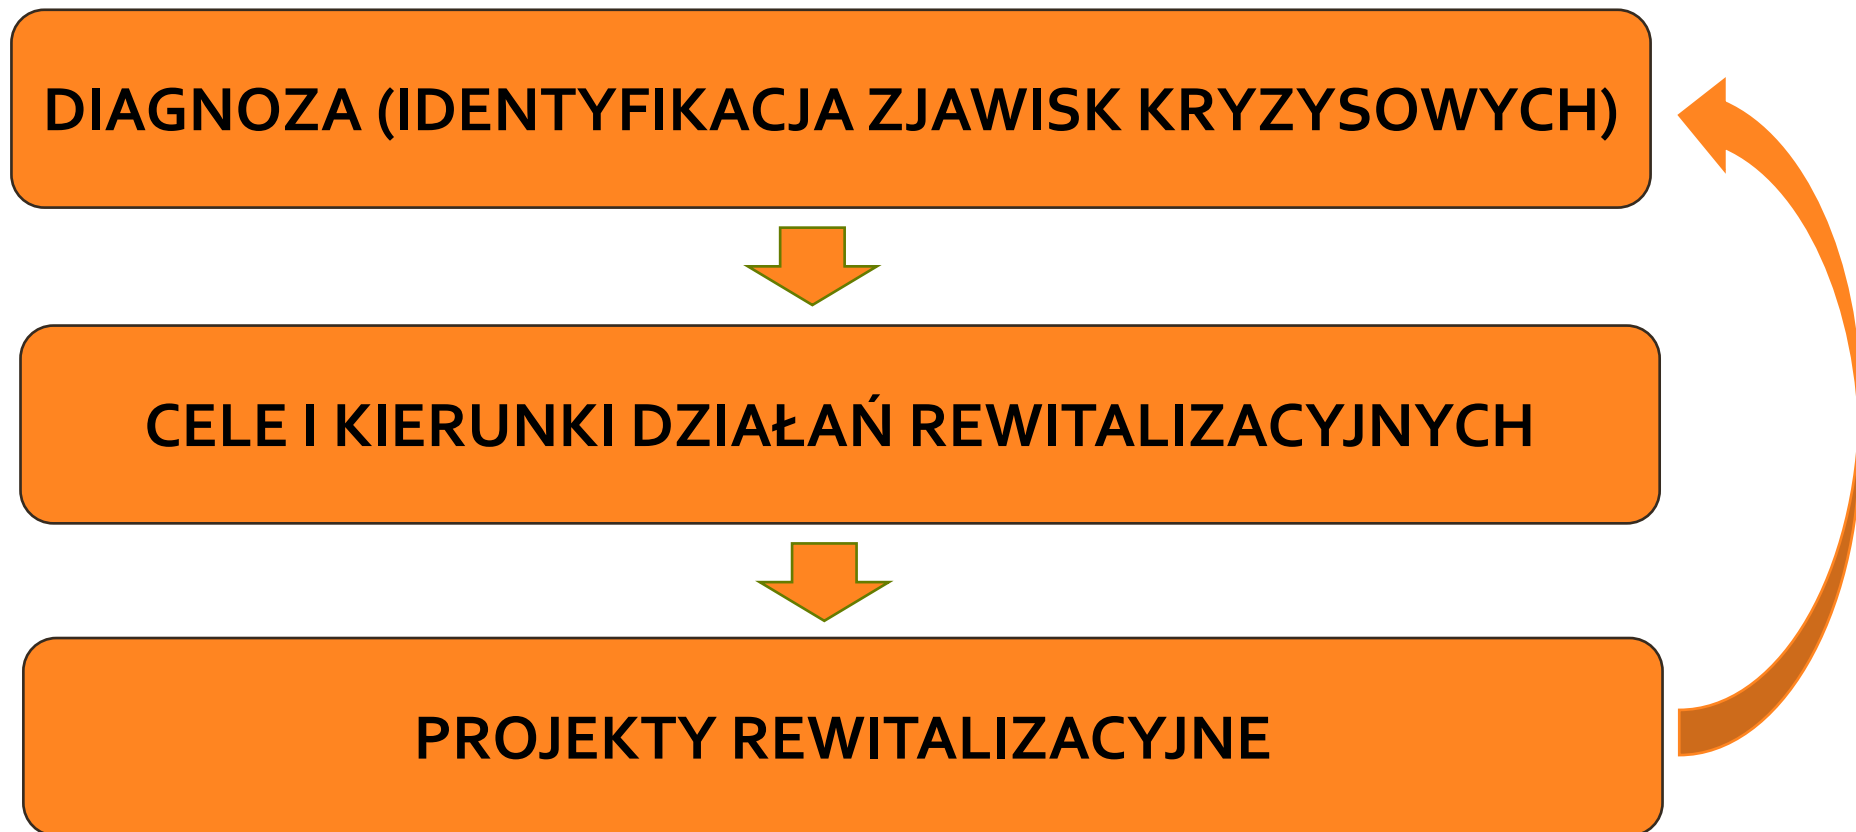 DIAGNOZA (IDENTYFIKACJA ZJAWISK KRYZYSOWYCH)
CELE I KIERUNKI DZIAŁAŃ REWITALIZACYJNYCH
PROJEKTY REWITALIZACYJNE